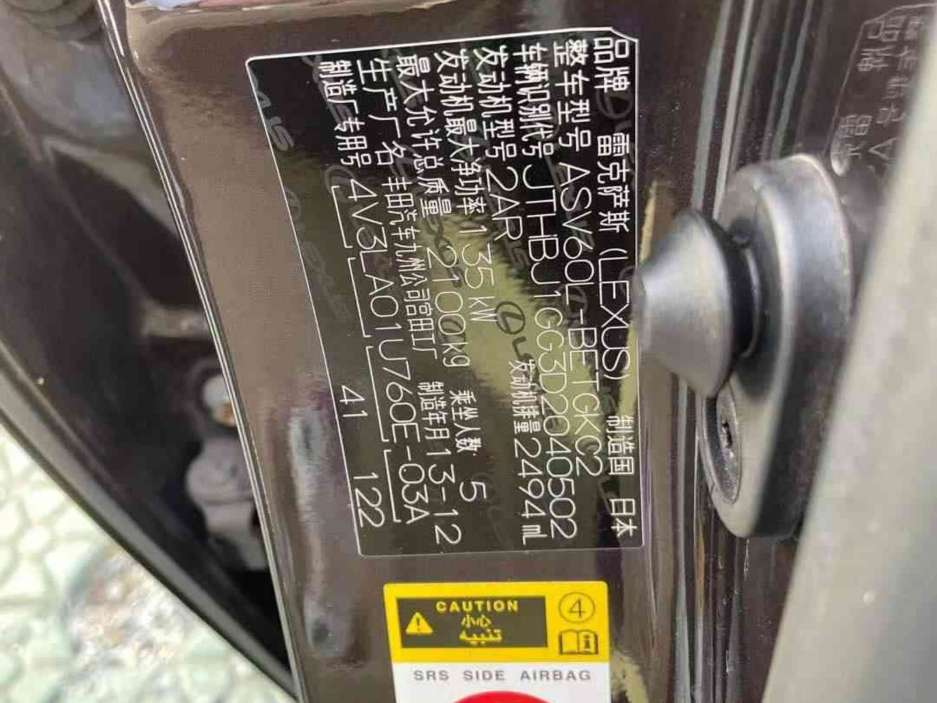 品牌 雷克萨斯 (LEXUS) 制造国 日本
整车型号 ASV60L-BETGKC2
车辆识别代号 JTHBJ1GG3D2040502
发动机型号 2AR 发动机排量 2494 ml
发动机最大净功率 135 kW 乘坐人数 5
最大允许总质量 2100kg 制造年月 13-12
生产厂名 丰田汽车九州公司宫田工厂
制造厂专用号 4V3LA01U760E-03A
41 122
CAUTION
小心
تنبيه
4
SRS SIDE AIRBAG